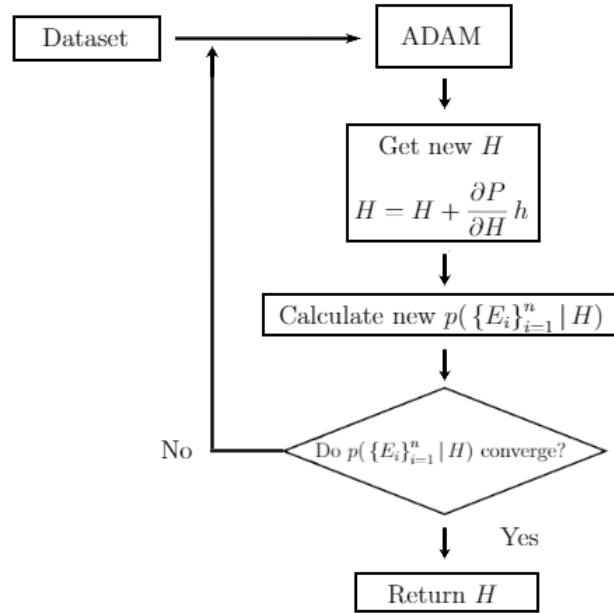 Dataset
ADAM
Get new H
H = H + ∂P/∂H h
Calculate new p( {E_i}_{i=1}^n | H)
Do p( {E_i}_{i=1}^n | H) converge?
No
Yes
Return H